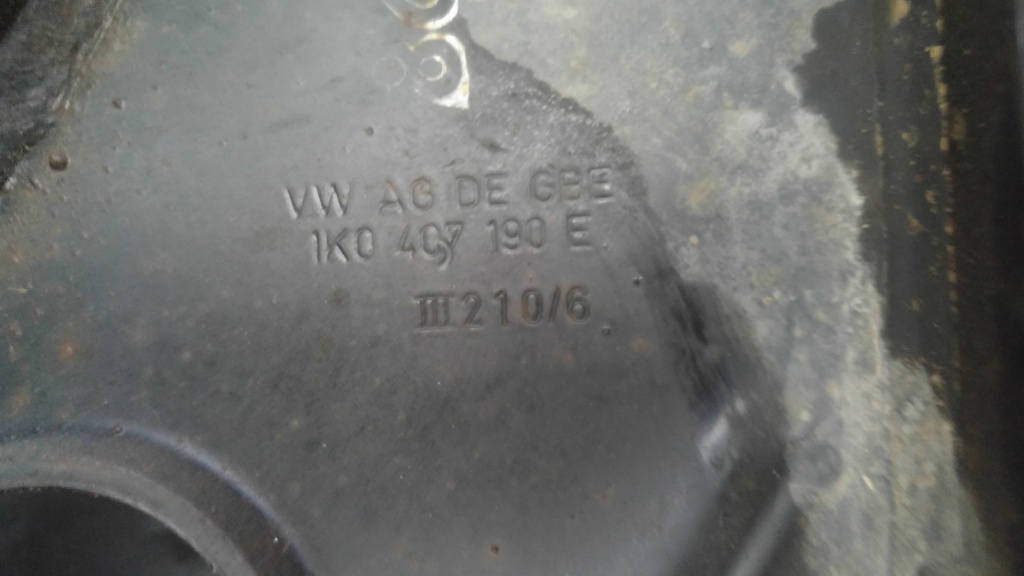 VW AG DE GBE
1K0 407 190 E
III 210/6